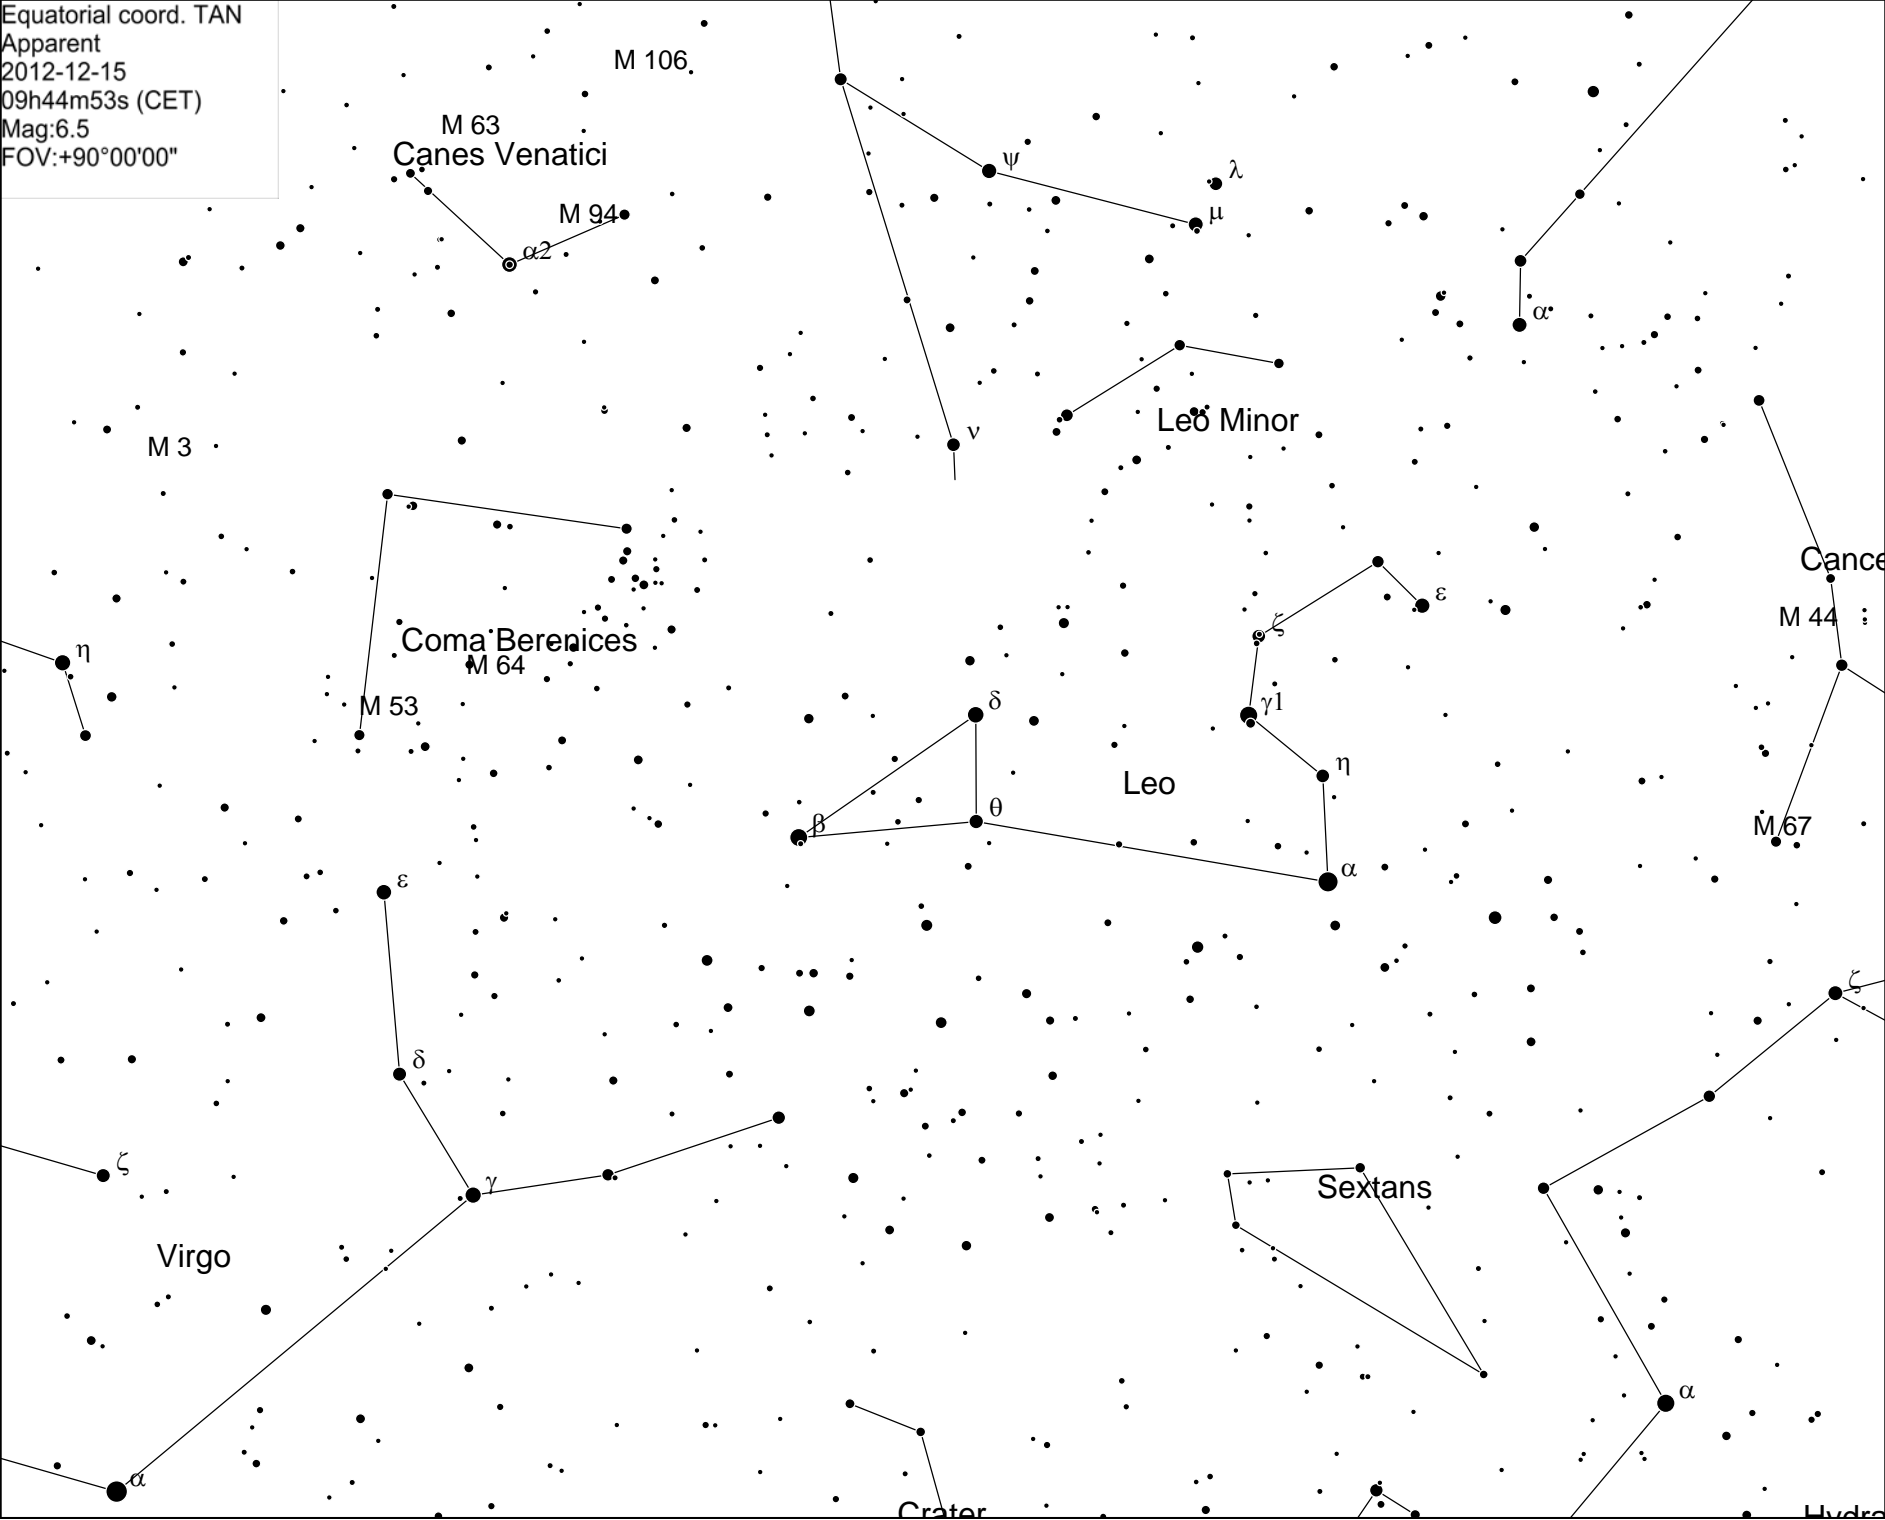 Equatorial coord. TAN
Apparent
2012-12-15
09h44m53s (CET)
Mag:6.5
FOV:+90°00'00"
M 106
M 63
Canes Venatici
ψ
λ
M 94
μ
α2
α
ν
Leo Minor
M 3
Cance
ε
M 44
ζ
Coma Berenices
η
M 64
δ
γ1
M 53
η
Leo
θ
β
M 67
α
ε
ζ
δ
ζ
γ
Sextans
Virgo
α
α
Crater
Hydra